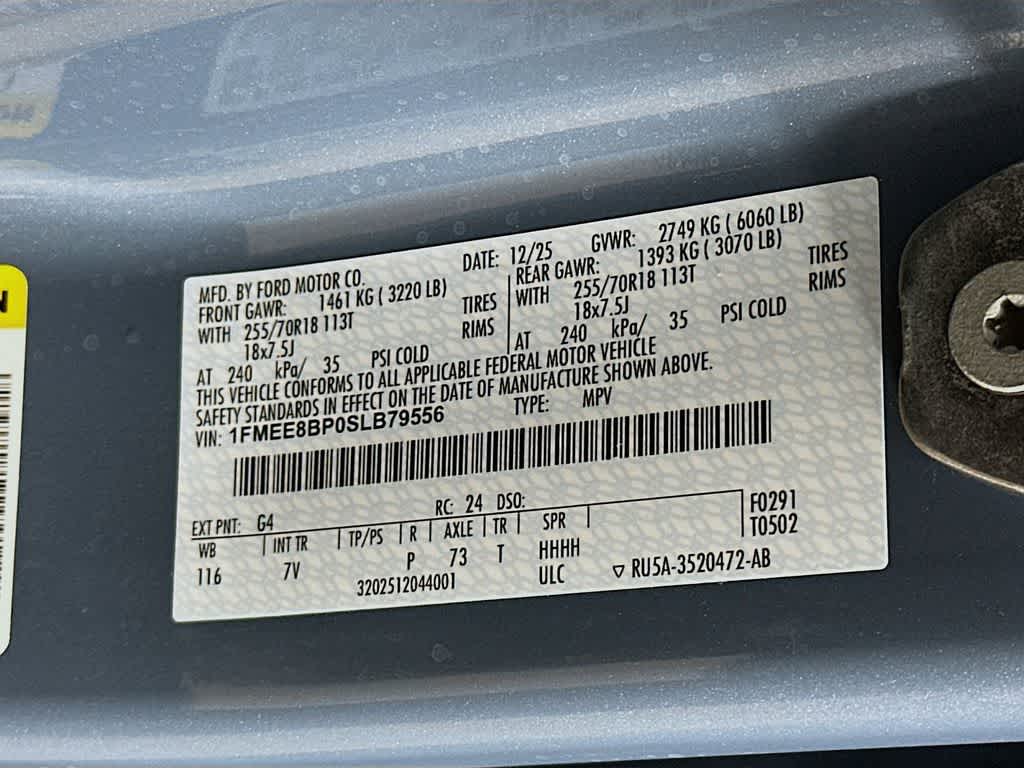 MFD. BY FORD MOTOR CO. DATE: 12/25 GVWR: 2749 KG ( 6060 LB)
FRONT GAWR: 1461 KG ( 3220 LB) REAR GAWR: 1393 KG ( 3070 LB)
WITH 255/70R18 113T TIRES WITH 255/70R18 113T TIRES
18x7.5J RIMS 18x7.5J RIMS
AT 240 kPa/ 35 PSI COLD AT 240 kPa/ 35 PSI COLD
THIS VEHICLE CONFORMS TO ALL APPLICABLE FEDERAL MOTOR VEHICLE
SAFETY STANDARDS IN EFFECT ON THE DATE OF MANUFACTURE SHOWN ABOVE.
VIN: 1FMEE8BP0SLB79556 TYPE: MPV
EXT PNT: G4 RC: 24 DSO: F0291
WB INT TR TP/PS R AXLE TR SPR T0502
116 7V P 73 T HHHH
3202512044001 ULC ▽ RU5A-3520472-AB